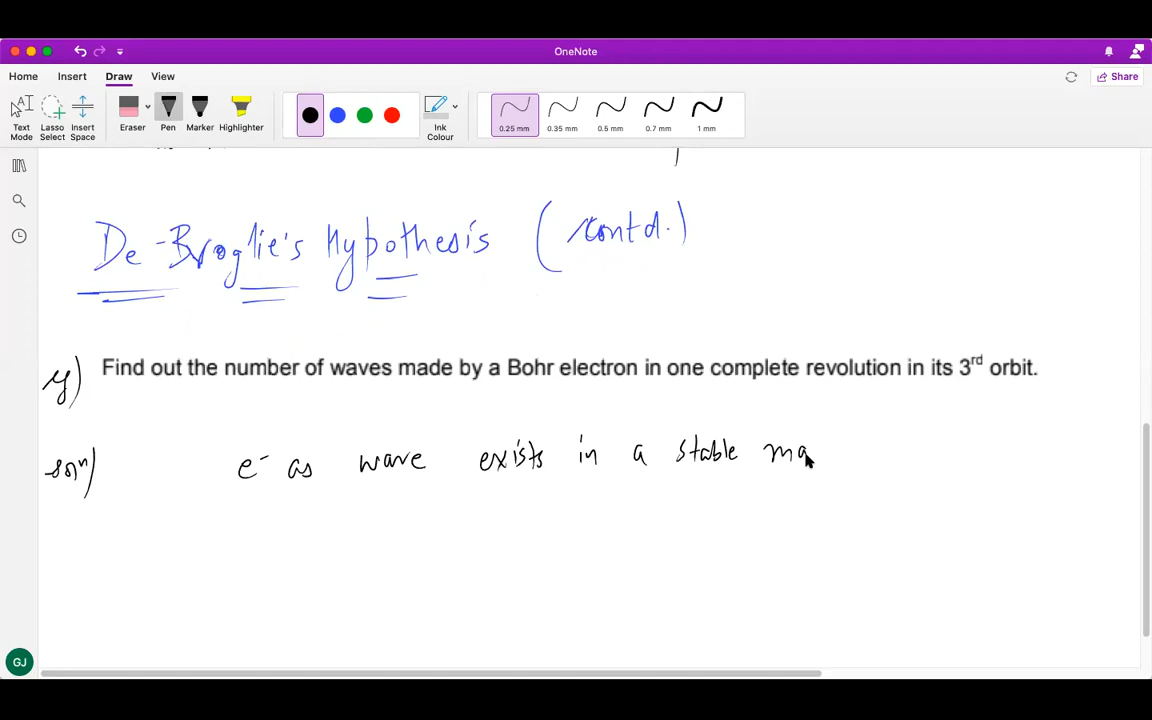 OneNote
Home Insert Draw View
Share
Text Mode
Lasso Select
Insert Space
Eraser
Pen
Marker
Highlighter
Ink Colour
0.25 mm
0.35 mm
0.5 mm
0.7 mm
1 mm
De-Broglie's Hypothesis (contd.)
Find out the number of waves made by a Bohr electron in one complete revolution in its 3rd orbit.
soln) e- as wave exists in a stable ma
GJ